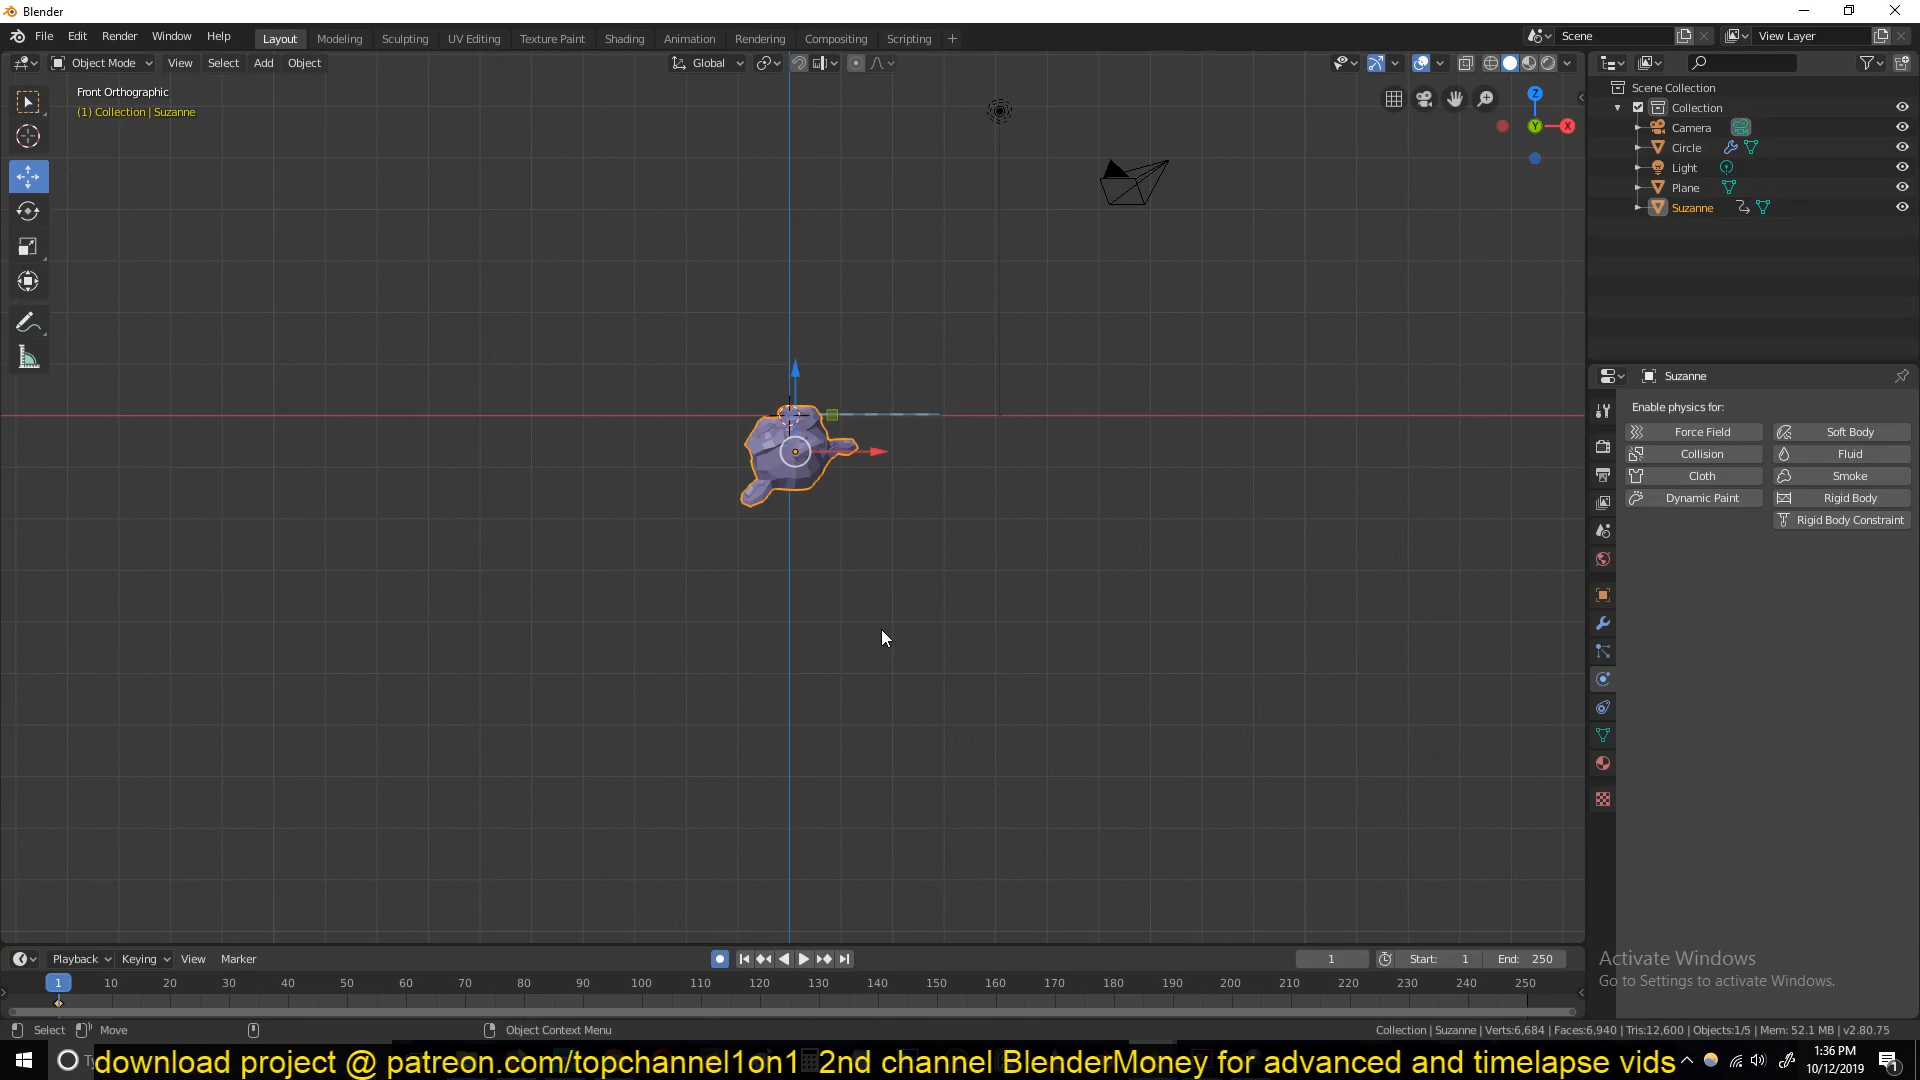 Blender
File Edit Render Window Help
Layout Modeling Sculpting UV Editing Texture Paint Shading Animation Rendering Compositing Scripting +
Scene View Layer
Object Mode View Select Add Object
Global
Front Orthographic
(1) Collection | Suzanne
Z
Y
X
Scene Collection
Collection
Camera
Circle
Light
Plane
Suzanne
Suzanne
Enable physics for:
Force Field Soft Body
Collision Fluid
Cloth Smoke
Dynamic Paint Rigid Body
Rigid Body Constraint
Activate Windows
Go to Settings to activate Windows.
Playback Keying View Marker
1 Start: 1 End: 250
1 10 20 30 40 50 60 70 80 90 100 110 120 130 140 150 160 170 180 190 200 210 220 230 240 250
Select Move Object Context Menu
Collection | Suzanne | Verts:6,684 | Faces:6,940 | Tris:12,600 | Objects:1/5 | Mem: 52.1 MB | v2.80.75
download project @ patreon.com/topchannel1on1 2nd channel BlenderMoney for advanced and timelapse vids
1:36 PM
10/12/2019
1